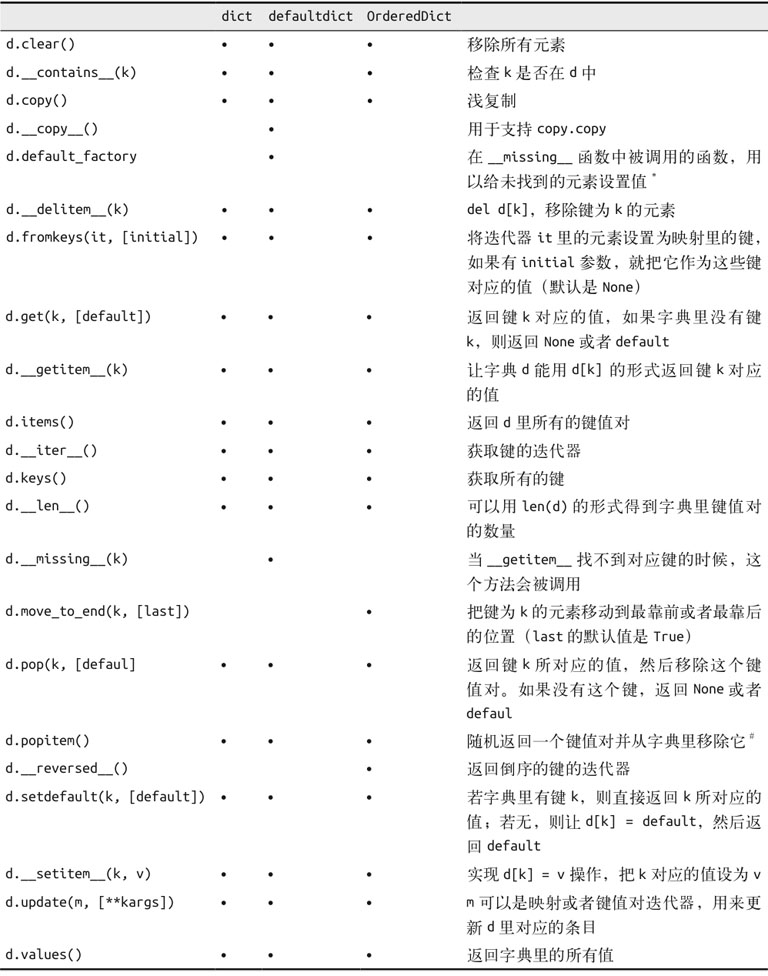 dict defaultdict OrderedDict
d.clear() • • • 移除所有元素
d.__contains__(k) • • • 检查 k 是否在 d 中
d.copy() • • • 浅复制
d.__copy__() • 用于支持 copy.copy
d.default_factory • 在 __missing__ 函数中被调用的函数，用
以给未找到的元素设置值 *
d.__delitem__(k) • • • del d[k]，移除键为 k 的元素
d.fromkeys(it, [initial]) • • • 将迭代器 it 里的元素设置为映射里的键，
如果有 initial 参数，就把它作为这些键
对应的值（默认是 None）
d.get(k, [default]) • • • 返回键 k 对应的值，如果字典里没有键
k，则返回 None 或者 default
d.__getitem__(k) • • • 让字典 d 能用 d[k] 的形式返回键 k 对应
的值
d.items() • • • 返回 d 里所有的键值对
d.__iter__() • • • 获取键的迭代器
d.keys() • • • 获取所有的键
d.__len__() • • • 可以用 len(d) 的形式得到字典里键值对
的数量
d.__missing__(k) • 当 __getitem__ 找不到对应键的时候，这
个方法会被调用
d.move_to_end(k, [last]) • 把键为 k 的元素移动到最靠前或者最靠后
的位置（last 的默认值是 True）
d.pop(k, [defaul] • • • 返回键 k 所对应的值，然后移除这个键
值对。如果没有这个键，返回 None 或者
defaul
d.popitem() • • • 随机返回一个键值对并从字典里移除它 #
d.__reversed__() • 返回倒序的键的迭代器
d.setdefault(k, [default]) • • • 若字典里有键 k，则直接返回 k 所对应的
值；若无，则让 d[k] = default，然后返
回 default
d.__setitem__(k, v) • • • 实现 d[k] = v 操作，把 k 对应的值设为 v
d.update(m, [**kargs]) • • • m 可以是映射或者键值对迭代器，用来更
新 d 里对应的条目
d.values() • • • 返回字典里的所有值